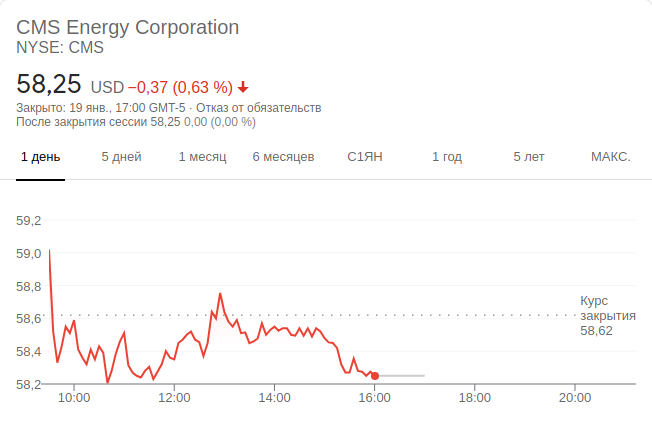 CMS Energy Corporation
NYSE: CMS
58,25 USD −0,37 (0,63 %)
Закрыто: 19 янв., 17:00 GMT-5 · Отказ от обязательств
После закрытия сессии 58,25 0,00 (0,00 %)
1 день 5 дней 1 месяц 6 месяцев С1ЯН 1 год 5 лет МАКС.
59,2
59,0
58,8
Курс
закрытия
58,62
58,6
58,4
58,2
10:00 12:00 14:00 16:00 18:00 20:00